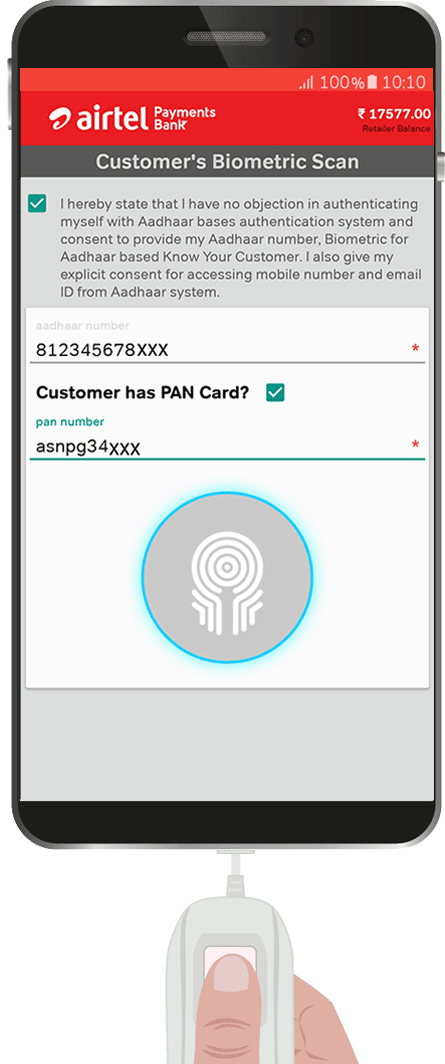 100% 10:10
airtel Payments Bank
₹ 17577.00
Retailer Balance
Customer's Biometric Scan
I hereby state that I have no objection in authenticating
myself with Aadhaar bases authentication system and
consent to provide my Aadhaar number, Biometric for
Aadhaar based Know Your Customer. I also give my
explicit consent for accessing mobile number and email
ID from Aadhaar system.
aadhaar number
812345678XXX *
Customer has PAN Card?
pan number
asnpg34XXX *